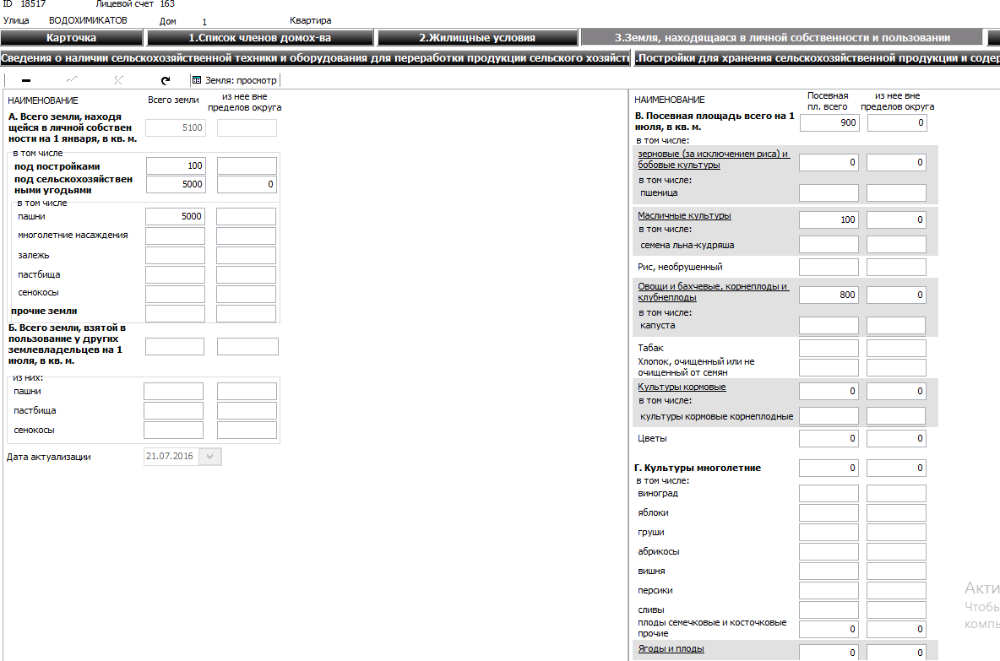 ID 18517 Лицевой счет 163
Улица ВОДОХИМИКАТОВ Дом 1 Квартира
Карточка 1.Список членов домох-ва 2.Жилищные условия 3.Земля, находящаяся в личной собственности и пользовании
Сведения о наличии сельскохозяйственной техники и оборудования для переработки продукции сельского хозяйств .Постройки для хранения сельскохозяйственной продукции и содер
Земля: просмотр
НАИМЕНОВАНИЕ Всего земли из нее вне
пределов округа
А. Всего земли, находя
щейся в личной собствен
ности на 1 января, в кв. м. 5100
в том числе
под постройками 100
под сельскохозяйствен
ными угодьями 5000 0
в том числе
пашни 5000
многолетние насаждения
залежь
пастбища
сенокосы
прочие земли
Б. Всего земли, взятой в
пользование у других
землевладельцев на 1
июля, в кв. м.
из них:
пашни
пастбища
сенокосы
Дата актуализации 21.07.2016
НАИМЕНОВАНИЕ Посевная
пл. всего из нее вне
пределов округа
В. Посевная площадь всего на 1
июля, в кв. м. 900 0
в том числе:
зерновые (за исключением риса) и
бобовые культуры 0 0
в том числе:
пшеница
Масличные культуры 100 0
в том числе:
семена льна-кудряша
Рис, необрушенный
Овощи и бахчевые, корнеплоды и
клубнеплоды 800 0
в том числе:
капуста
Табак
Хлопок, очищенный или не
очищенный от семян
Культуры кормовые 0 0
в том числе:
культуры кормовые корнеплодные
Цветы 0 0
Г. Культуры многолетние 0 0
в том числе:
виноград
яблоки
груши
абрикосы
вишня
персики
сливы
плоды семечковые и косточковые
прочие 0 0
Ягоды и плоды 0 0
Акти
Чтобы
компь